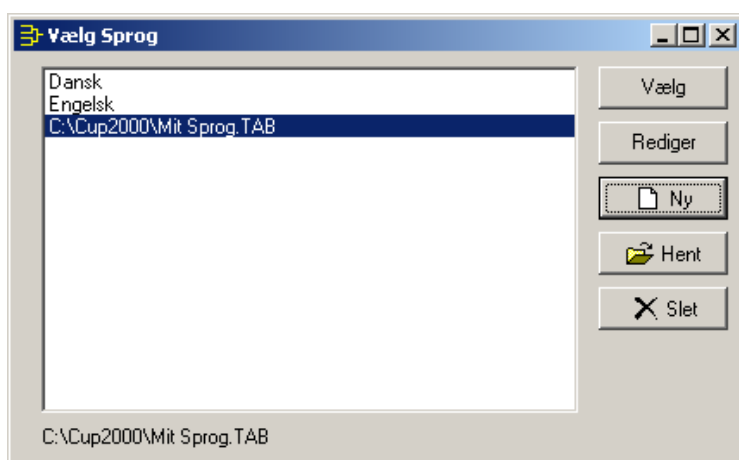 Vælg Sprog
Dansk
Engelsk
C:\Cup2000\Mit Sprog.TAB
Vælg
Rediger
Ny
Hent
Slet
C:\Cup2000\Mit Sprog.TAB